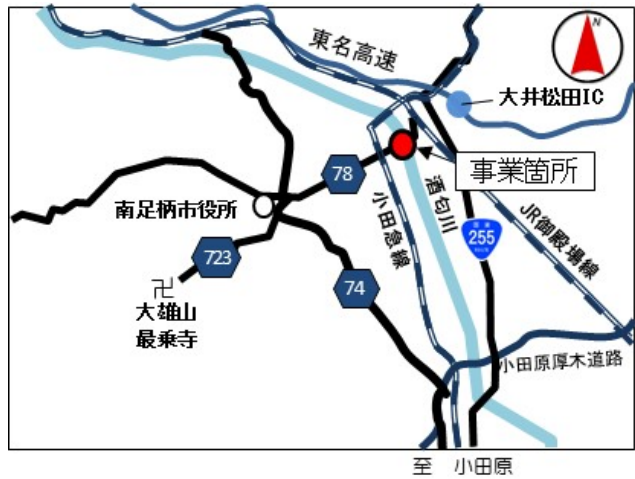 N
東名高速
大井松田IC
事業箇所
78
南足柄市役所
小田急線
酒匂川
255
JR御殿場線
723
74
大雄山
最乗寺
小田原厚木道路
至 小田原